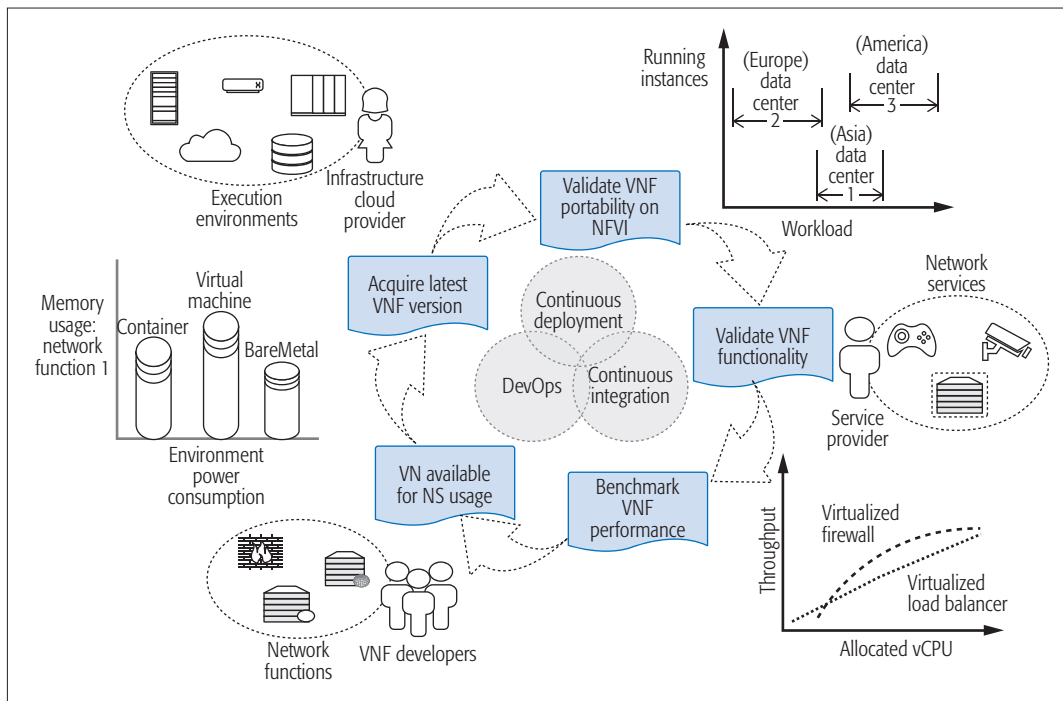 Execution
environments
Infrastructure
cloud
provider
Running
instances
(Europe)
data
center
2
(America)
data
center
3
(Asia)
data
center
1
Workload
Validate VNF
portability on
NFVI
Acquire latest
VNF version
Memory
usage:
network
function 1
Container
Virtual
machine
BareMetal
Environment
power
consumption
Continuous
deployment
DevOps
Continuous
integration
Validate VNF
functionality
Network
services
Service
provider
VN available
for NS usage
Benchmark
VNF
performance
Network
functions
VNF developers
Throughput
Virtualized
firewall
Virtualized
load balancer
Allocated vCPU